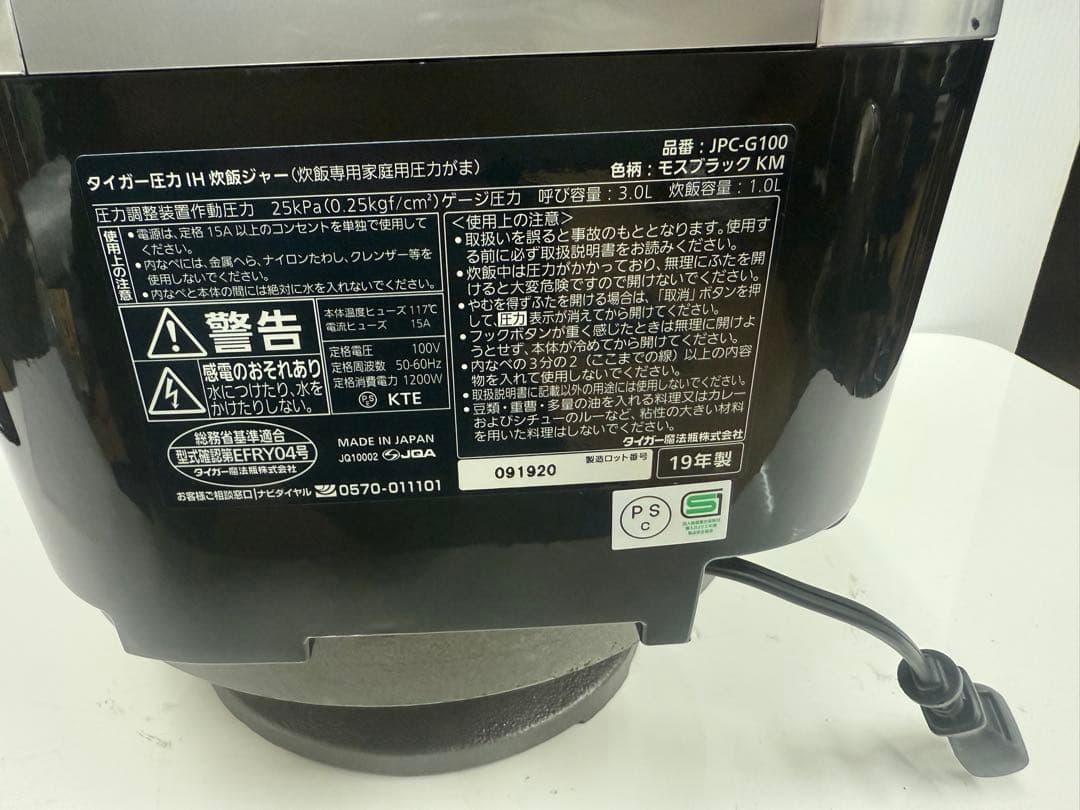 品番：JPC-G100
色柄：モスブラック KM
タイガー圧力IH 炊飯ジャー（炊飯専用家庭用圧力がま）
圧力調整装置作動圧力 25kPa(0.25kgf/cm²)ゲージ圧力 呼び容量：3.0L 炊飯容量：1.0L
使用上の注意
•電源は、定格15A以上のコンセントを単独で使用して
ください。
•内なべには、金属へら、ナイロンたわし、クレンザー等を
使用しないでください。
•内なべと本体の間には絶対に水を入れないでください。
警告
感電のおそれあり
水につけたり、水を
かけたりしない。
本体温度ヒューズ 117℃
電流ヒューズ 15A
定格電圧 100V
定格周波数 50-60Hz
定格消費電力 1200W
PSE KTE
総務省基準適合
型式確認第EFRY04号
タイガー魔法瓶株式会社
MADE IN JAPAN
JQ10002 JQA
お客様ご相談窓口 ナビダイヤル 0570-011101
＜使用上の注意＞
•取扱いを誤ると事故のもととなります。使用す
る前に必ず取扱説明書をお読みください。
•炊飯中は圧力がかかっており、無理にふたを開
けると大変危険ですので開けないでください。
•やむを得ずふたを開ける場合は、「取消」ボタンを押
して、圧力表示が消えてから開けてください。
•フックボタンが重く感じたときは無理に開けよ
うとせず、本体が冷めてから開けてください。
•内なべの3分の2（ここまでの線）以上の内容
物を入れて使用しないでください。
•取扱説明書に記載以外の用途には使用しないでください。
•豆類・重曹・多量の油を入れる料理又はカレー
およびシチューのルーなど、粘性の大きい材料
を用いた料理はしないでください。
タイガー魔法瓶株式会社
091920 製造ロット番号
19年製
PS
C